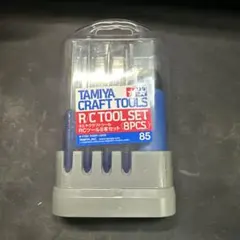 TAMIYA
CRAFT TOOLS
R/C TOOL SET
(8PCS.)
RCツール8本セット
85